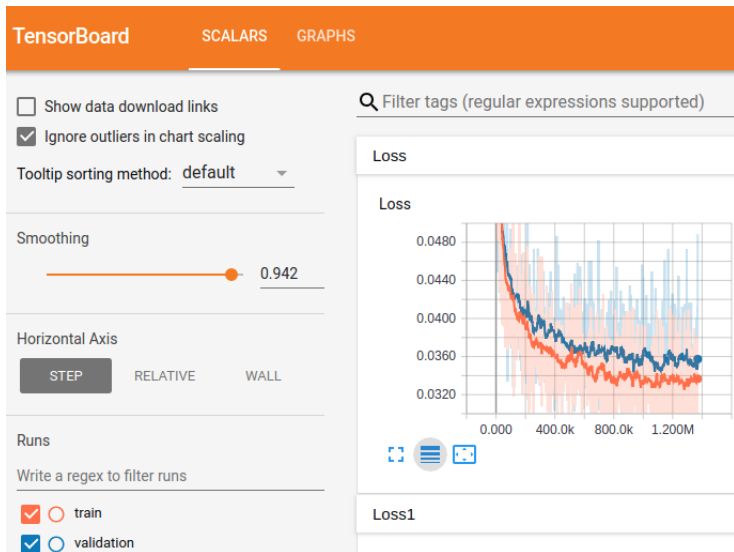 TensorBoard SCALARS GRAPHS
Show data download links
Ignore outliers in chart scaling
Tooltip sorting method: default
Smoothing
0.942
Horizontal Axis
STEP RELATIVE WALL
Runs
Write a regex to filter runs
train
validation
Filter tags (regular expressions supported)
Loss
Loss
0.0480
0.0440
0.0400
0.0360
0.0320
0.000 400.0k 800.0k 1.200M
Loss1